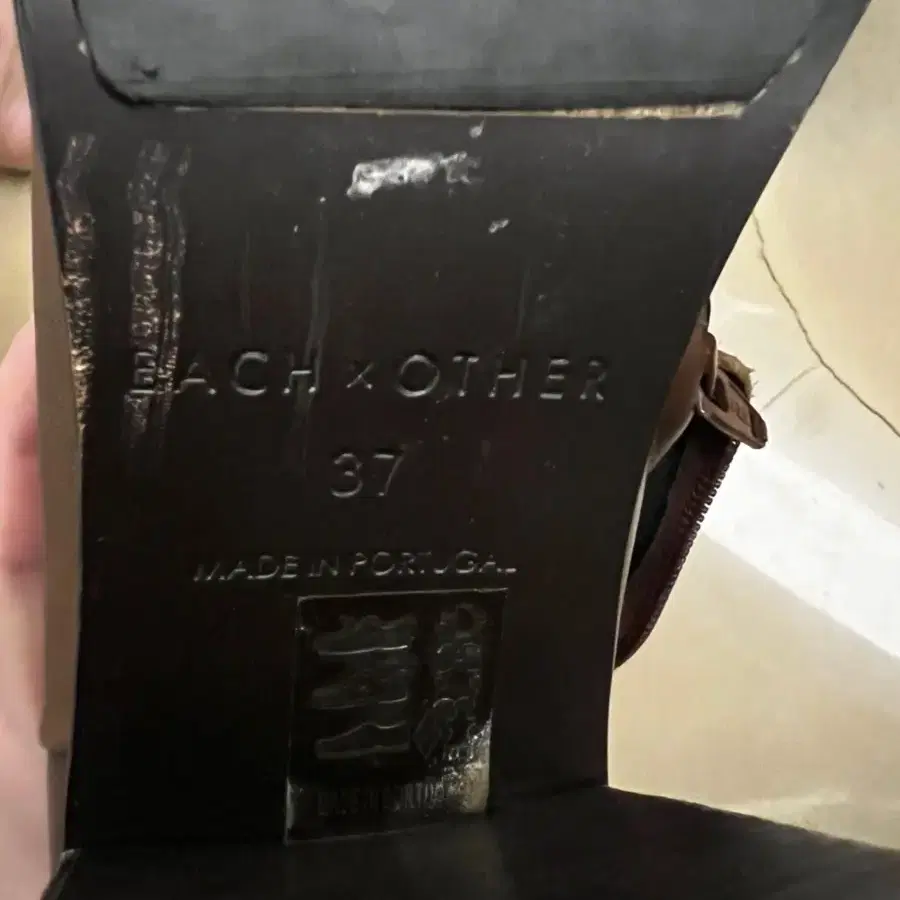 EACH × OTHER
37
MADE IN PORTUGAL